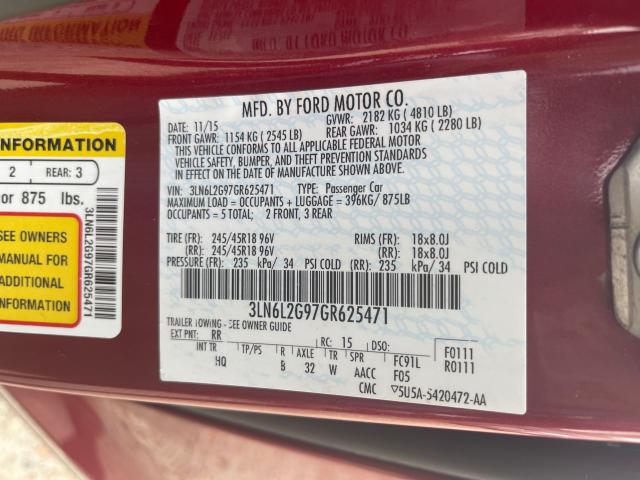 MFD. BY FORD MOTOR CO.
DATE: 11/15 GVWR: 2182 KG ( 4810 LB)
FRONT GAWR: 1154 KG ( 2545 LB) REAR GAWR: 1034 KG ( 2280 LB)
THIS VEHICLE CONFORMS TO ALL APPLICABLE FEDERAL MOTOR
VEHICLE SAFETY, BUMPER, AND THEFT PREVENTION STANDARDS
IN EFFECT ON THE DATE OF MANUFACTURE SHOWN ABOVE.
VIN: 3LN6L2G97GR625471 TYPE: Passenger Car
MAXIMUM LOAD = OCCUPANTS + LUGGAGE = 396KG/ 875LB
OCCUPANTS = 5 TOTAL; 2 FRONT, 3 REAR
TIRE (FR): 245/45R18 96V RIMS (FR): 18x8.0J
(RR): 245/45R18 96V (RR): 18x8.0J
PRESSURE (FR): 235 kPa/ 34 PSI COLD (RR): 235 kPa/ 34 PSI COLD
3LN6L2G97GR625471
TRAILER TOWING - SEE OWNER GUIDE
EXT PNT: RR RC: 15 DSO: F0111
R0111
INT TR TP/PS R AXLE TR SPR FC91L
HQ B 32 W AACC F05
CMC 5U5A-5420472-AA
INFORMATION
2 REAR: 3
or 875 lbs.
SEE OWNERS
MANUAL FOR
ADDITIONAL
INFORMATION
3LN6L2G97GR625471